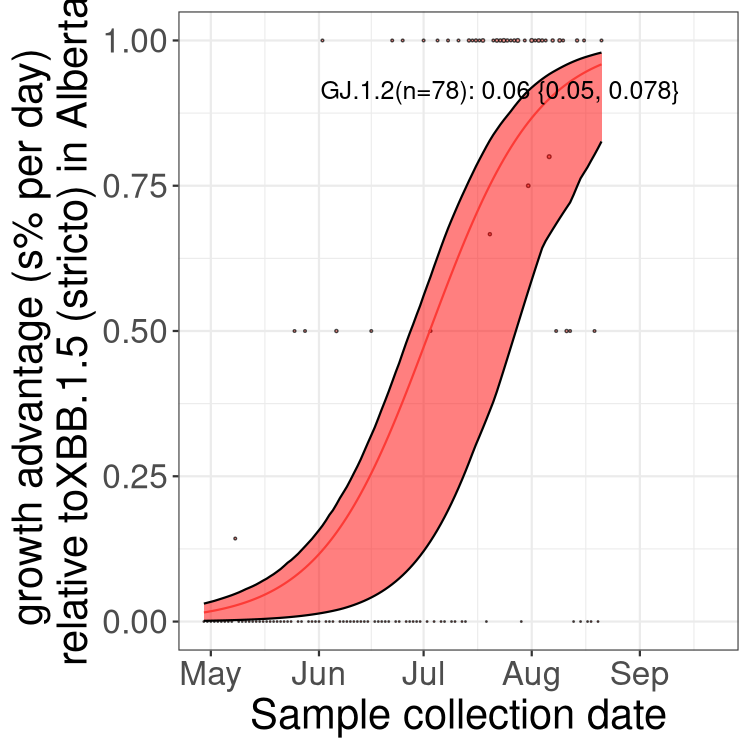 growth advantage (s% per day)
relative toXBB.1.5 (stricto) in Alberta
1.00
0.75
0.50
0.25
0.00
GJ.1.2(n=78): 0.06 {0.05, 0.078}
May Jun Jul Aug Sep
Sample collection date